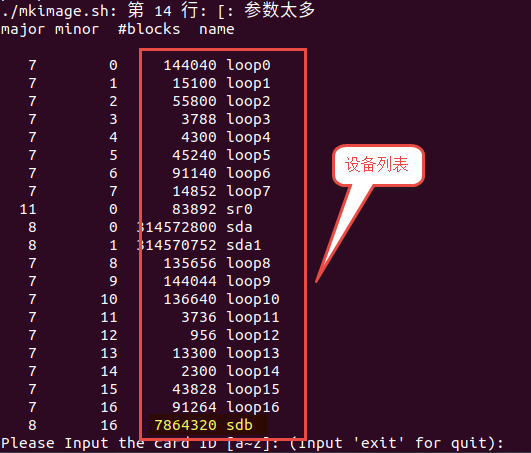 ./mkimage.sh: 第 14 行: [: 参数太多
major minor  #blocks  name
7        0     144040 loop0
7        1      15100 loop1
7        2      55800 loop2
7        3       3788 loop3
7        4       4300 loop4
7        5      45240 loop5
7        6      91140 loop6
7        7      14852 loop7
11        0      83892 sr0
8        0  314572800 sda
8        1  314570752 sda1
7        8     135656 loop8
7        9     144044 loop9
7       10     136640 loop10
7       11       3736 loop11
7       12        956 loop12
7       13      13300 loop13
7       14       2300 loop14
7       15      43828 loop15
7       16      91264 loop16
8       16    7864320 sdb
Please Input the card ID [a~z]: (Input 'exit' for quit):
设备列表